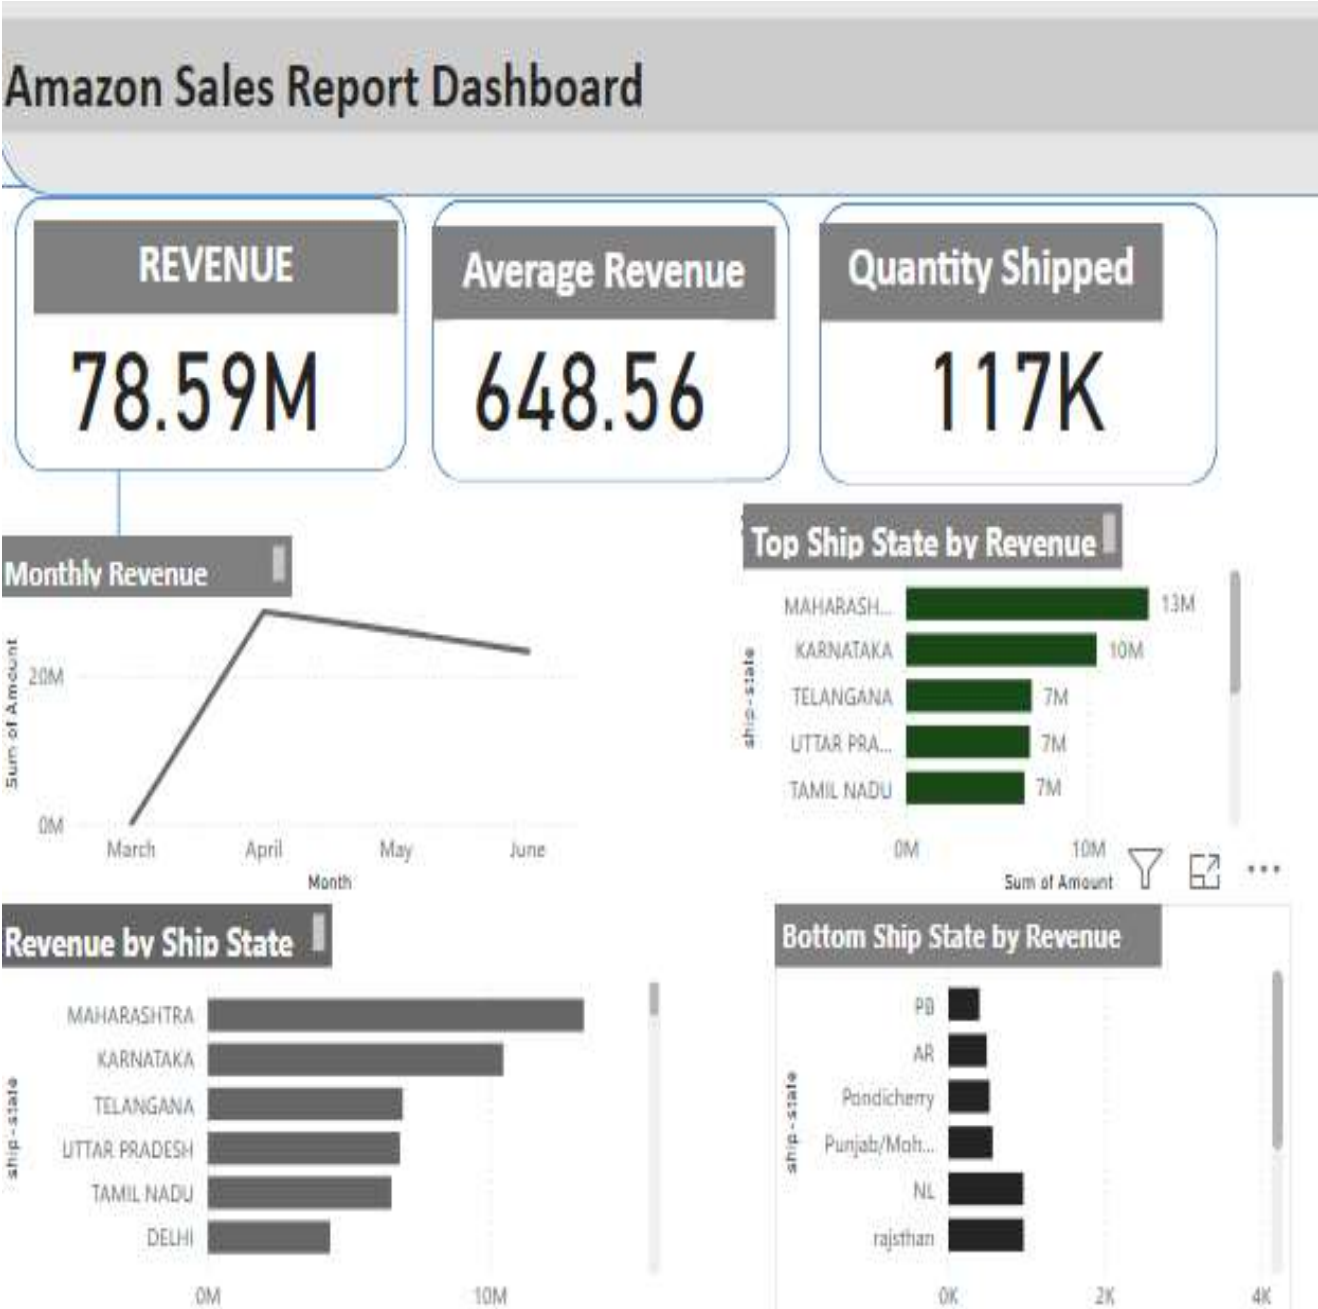 Amazon Sales Report Dashboard
REVENUE
78.59M
Average Revenue
648.56
Quantity Shipped
117K
Monthly Revenue
Sum of Amount
20M
0M
March April May June
Month
Top Ship State by Revenue
ship-state
MAHARASH... 13M
KARNATAKA 10M
TELANGANA 7M
UTTAR PRA... 7M
TAMIL NADU 7M
0M 10M
Sum of Amount
Revenue by Ship State
ship-state
MAHARASHTRA
KARNATAKA
TELANGANA
UTTAR PRADESH
TAMIL NADU
DELHI
0M 10M
Bottom Ship State by Revenue
ship-state
PB
AR
Pondicherry
Punjab/Moh...
NL
rajsthan
0K 2K 4K